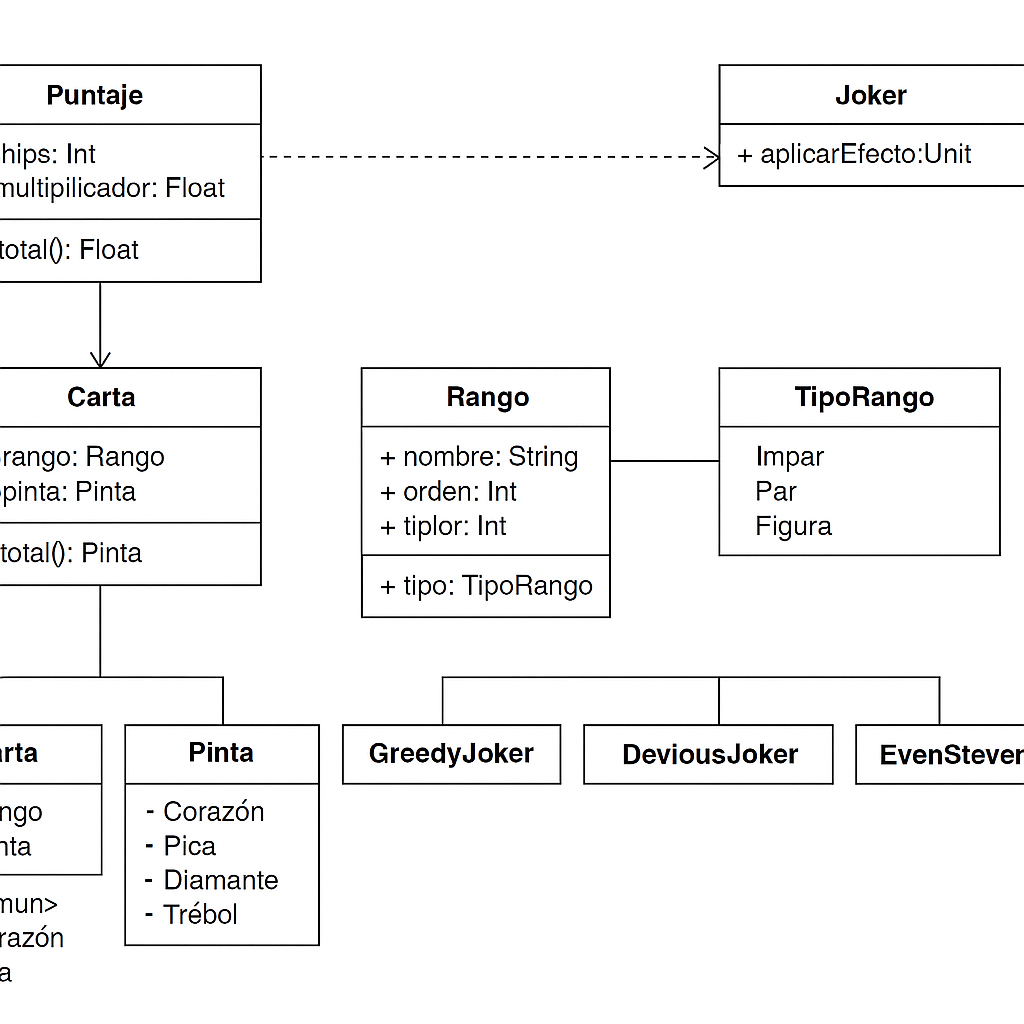 Puntaje
hips: Int
multipilicador: Float
total(): Float
Joker
+ aplicarEfecto:Unit
Carta
rango: Rango
pinta: Pinta
total(): Pinta
Rango
+ nombre: String
+ orden: Int
+ tiplor: Int
+ tipo: TipoRango
TipoRango
Impar
Par
Figura
arta
ngo
nta
mun>
razón
a
Pinta
- Corazón
- Pica
- Diamante
- Trébol
GreedyJoker
DeviousJoker
EvenSteven